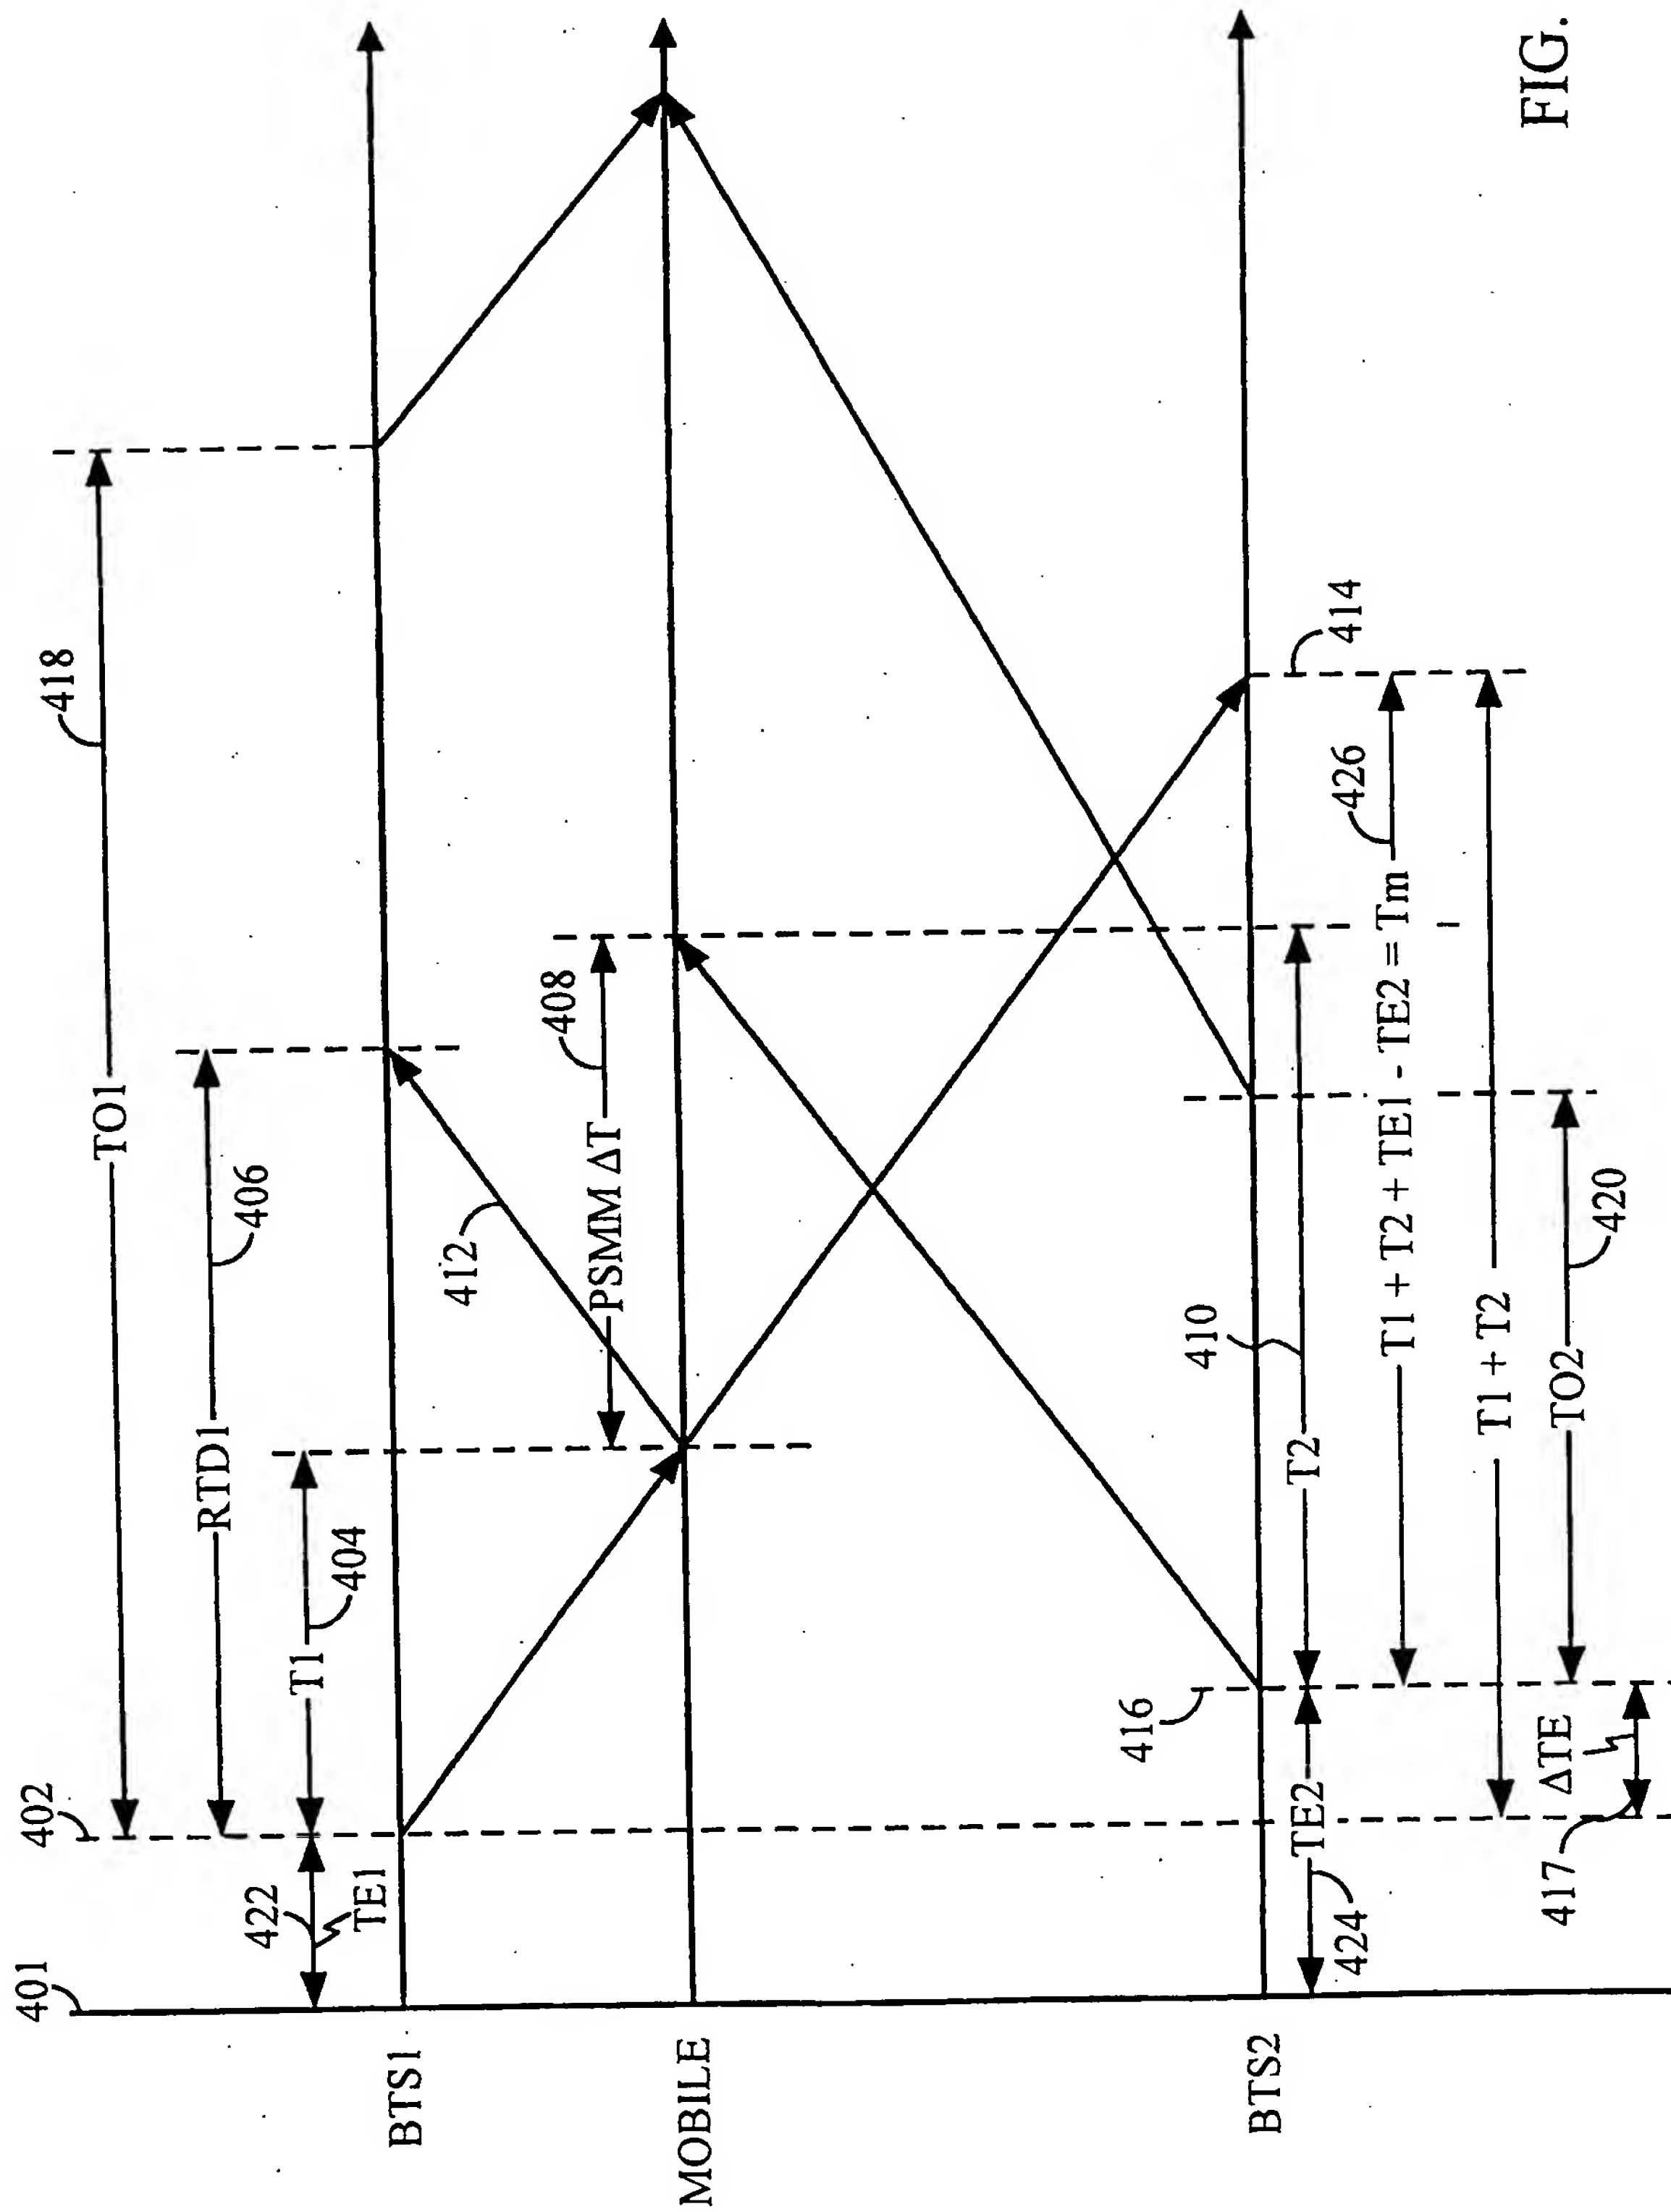 418
TO1
406
RTD1
402
404
T1
422
TE1
401
BTS1
412
408
PSMM ΔT
MOBILE
414
410
T2
416
TE2
424
BTS2
426
T1 + T2 + TE1 - TE2 = Tm
T1 + T2
420
TO2
ΔTE
417
FIG.